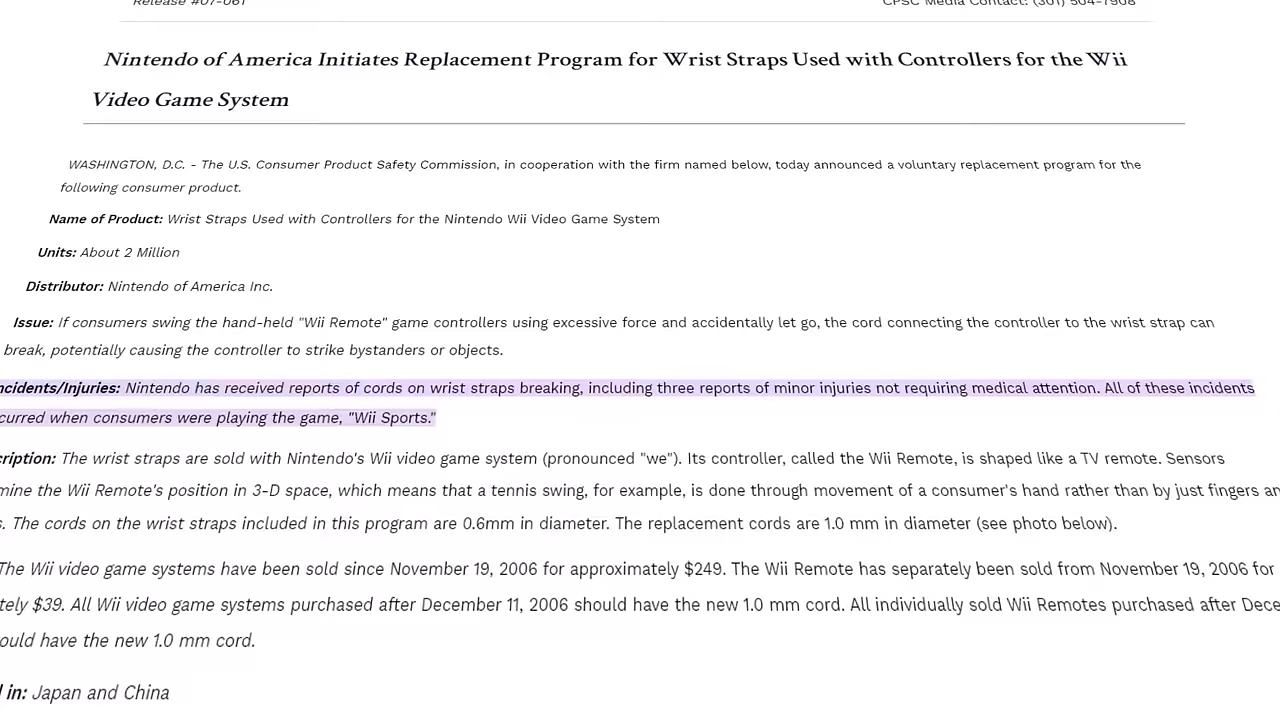 Release #07-061
CPSC Media Contact: (301) 504-7908
Nintendo of America Initiates Replacement Program for Wrist Straps Used with Controllers for the Wii
Video Game System
WASHINGTON, D.C. - The U.S. Consumer Product Safety Commission, in cooperation with the firm named below, today announced a voluntary replacement program for the
following consumer product.
Name of Product: Wrist Straps Used with Controllers for the Nintendo Wii Video Game System
Units: About 2 Million
Distributor: Nintendo of America Inc.
Issue: If consumers swing the hand-held "Wii Remote" game controllers using excessive force and accidentally let go, the cord connecting the controller to the wrist strap can
break, potentially causing the controller to strike bystanders or objects.
ncidents/Injuries: Nintendo has received reports of cords on wrist straps breaking, including three reports of minor injuries not requiring medical attention. All of these incidents
curred when consumers were playing the game, "Wii Sports."
cription: The wrist straps are sold with Nintendo's Wii video game system (pronounced "we"). Its controller, called the Wii Remote, is shaped like a TV remote. Sensors
mine the Wii Remote's position in 3-D space, which means that a tennis swing, for example, is done through movement of a consumer's hand rather than by just fingers an
s. The cords on the wrist straps included in this program are 0.6mm in diameter. The replacement cords are 1.0 mm in diameter (see photo below).
The Wii video game systems have been sold since November 19, 2006 for approximately $249. The Wii Remote has separately been sold from November 19, 2006 for
tely $39. All Wii video game systems purchased after December 11, 2006 should have the new 1.0 mm cord. All individually sold Wii Remotes purchased after Dece
ould have the new 1.0 mm cord.
d in: Japan and China